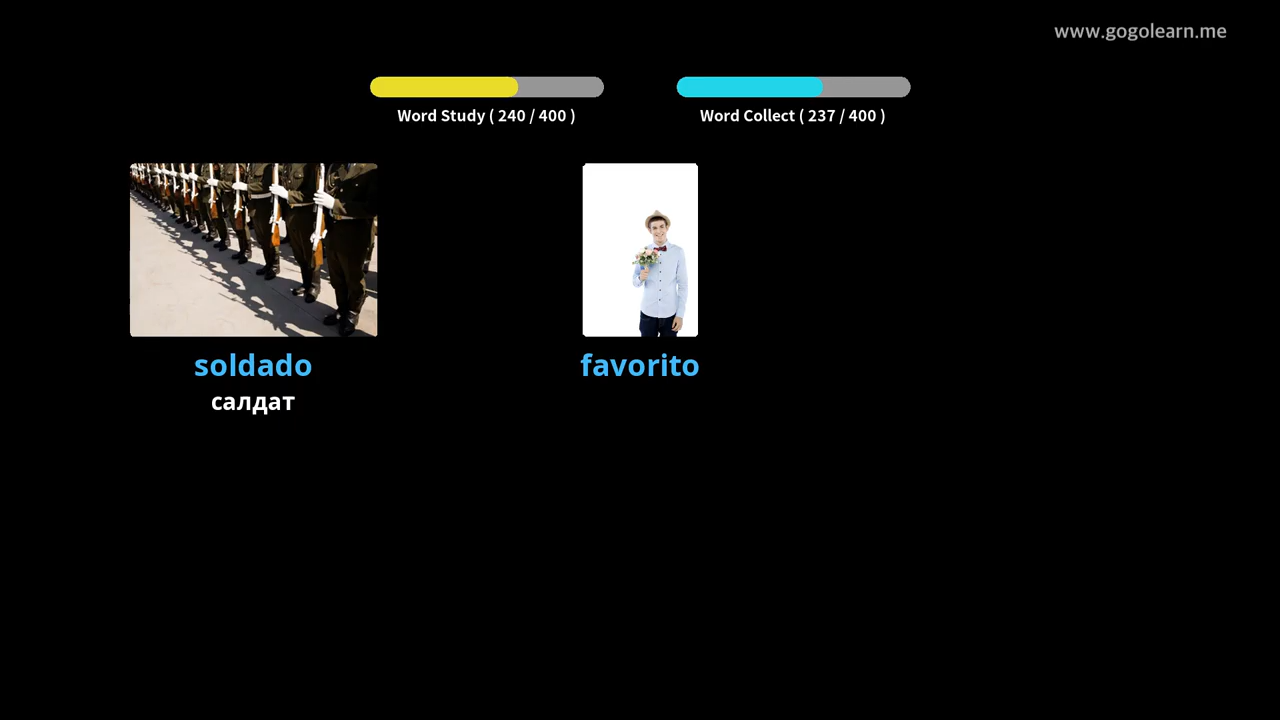 www.gogolearn.me
Word Study ( 240 / 400 )
Word Collect ( 237 / 400 )
soldado
favorito
салдат